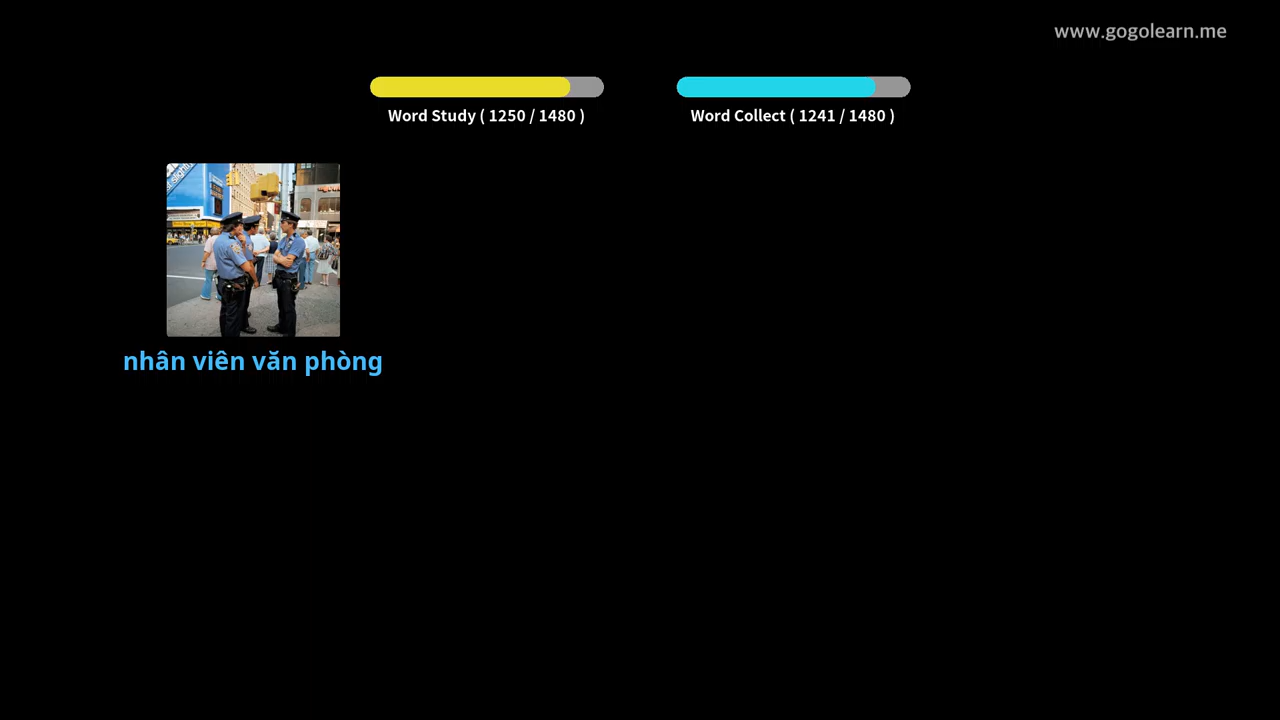 www.gogolearn.me
Word Study ( 1250 / 1480 )
Word Collect ( 1241 / 1480 )
nhân viên văn phòng